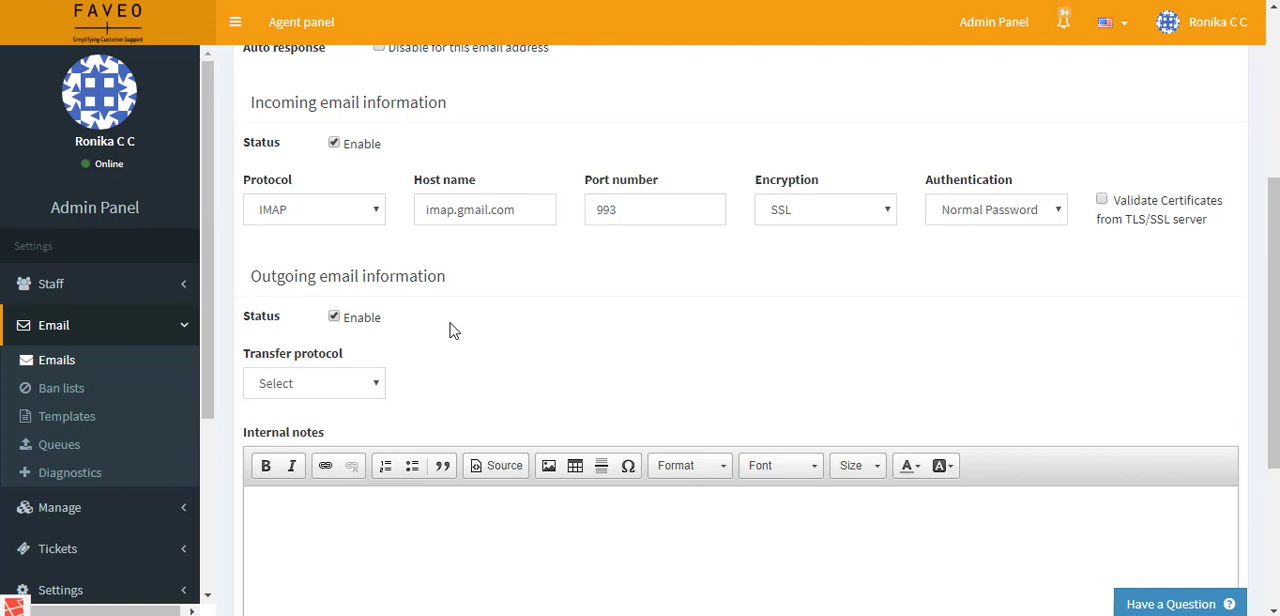 FAVEO
Simplifying Customer Support
Agent panel
Admin Panel
9+
Ronika C C
Ronika C C
Online
Admin Panel
Settings
Staff
Email
Emails
Ban lists
Templates
Queues
Diagnostics
Manage
Tickets
Settings
Auto response
Disable for this email address
Incoming email information
Status
Enable
Protocol
Host name
Port number
Encryption
Authentication
IMAP
imap.gmail.com
993
SSL
Normal Password
Validate Certificates
from TLS/SSL server
Outgoing email information
Status
Enable
Transfer protocol
Select
Internal notes
B I Source Ω Format Font Size A A
Have a Question ?